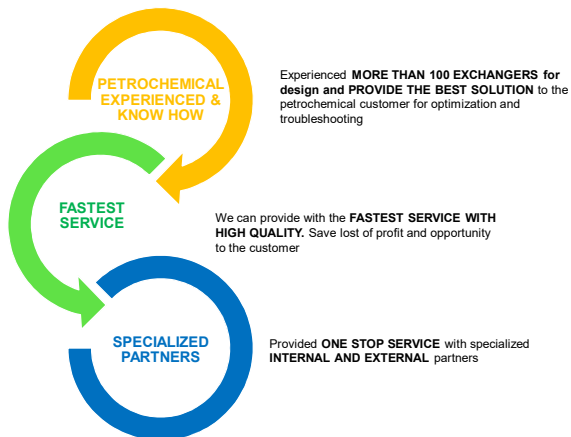 PETROCHEMICAL
EXPERIENCED &
KNOW HOW
Experienced MORE THAN 100 EXCHANGERS for
design and PROVIDE THE BEST SOLUTION to the
petrochemical customer for optimization and
troubleshooting
FASTEST
SERVICE
We can provide with the FASTEST SERVICE WITH
HIGH QUALITY. Save lost of profit and opportunity
to the customer
SPECIALIZED
PARTNERS
Provided ONE STOP SERVICE with specialized
INTERNAL AND EXTERNAL partners